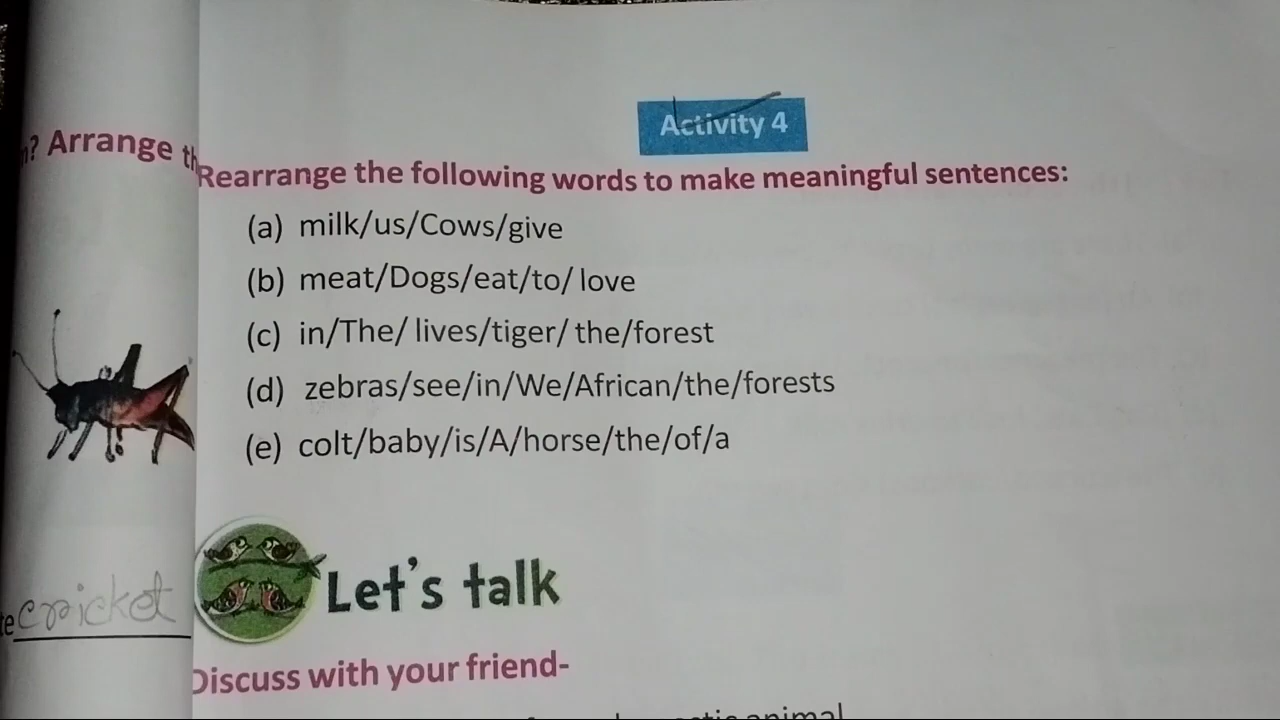 ? Arrange th
Activity 4
Rearrange the following words to make meaningful sentences:
(a) milk/us/Cows/give
(b) meat/Dogs/eat/to/ love
(c) in/The/ lives/tiger/ the/forest
(d) zebras/see/in/We/African/the/forests
(e) colt/baby/is/A/horse/the/of/a
cricket
Let's talk
Discuss with your friend-
animal